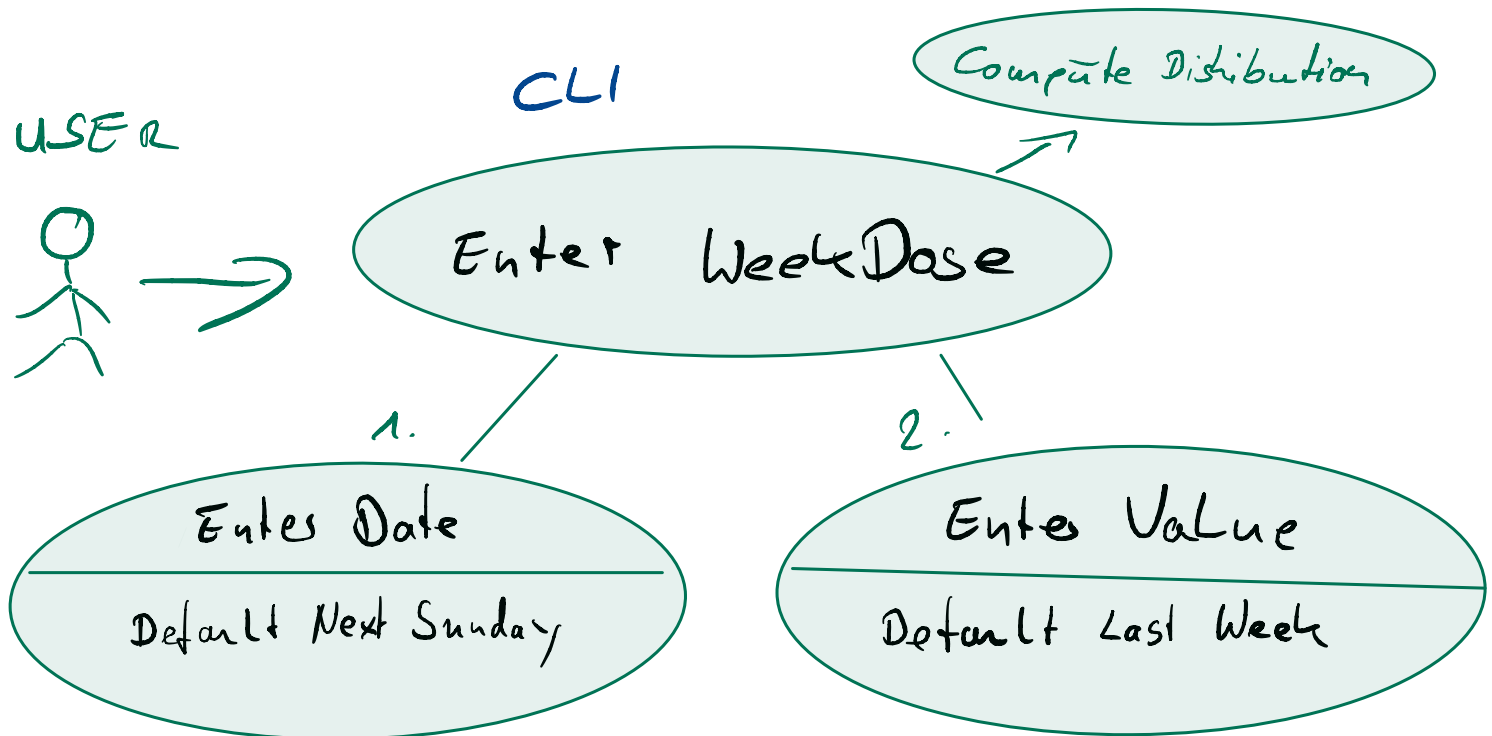 CLI
Compute Distribution
USER
Enter WeekDose
1.
2.
Enter Date
Default Next Sunday
Enter Value
Default Last Week